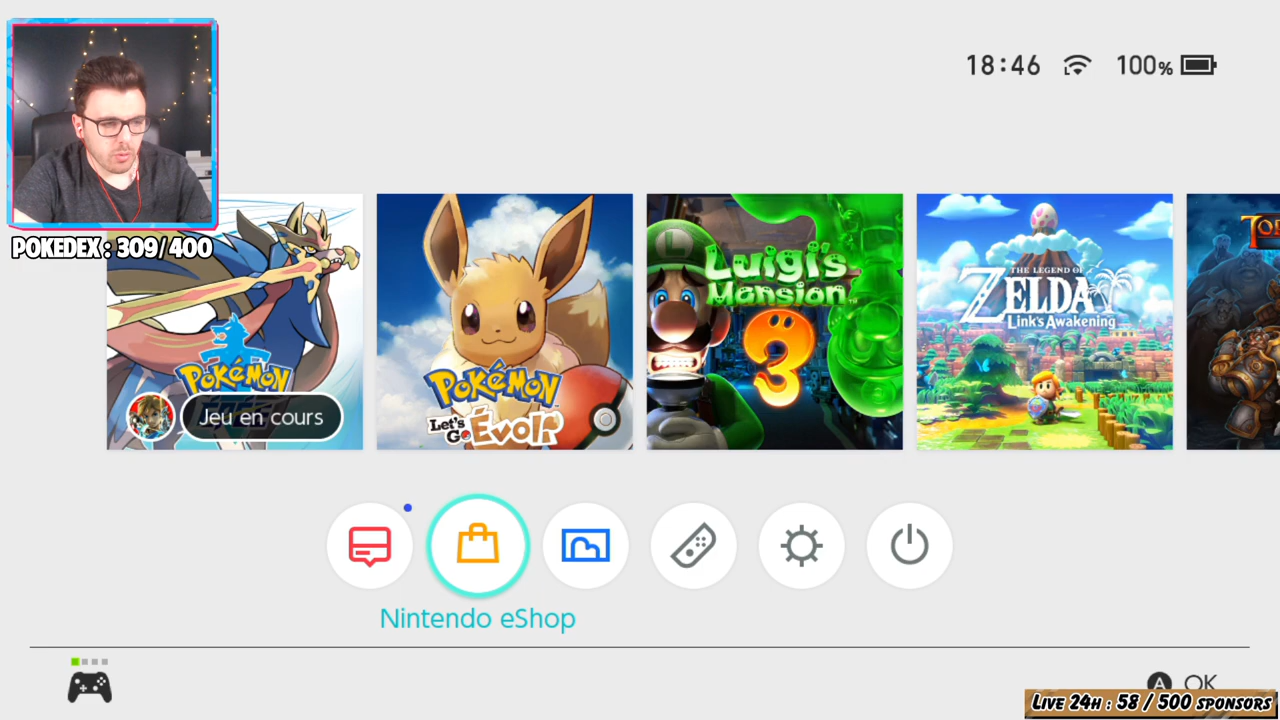 18:46 100%
POKEDEX : 309/400
POKÉMON
Jeu en cours
POKÉMON
Let's Go Évoli
Luigi's
Mansion
3
THE LEGEND OF
ZELDA
Link's Awakening
Nintendo eShop
A OK
LIVE 24H : 58 / 500 SPONSORS